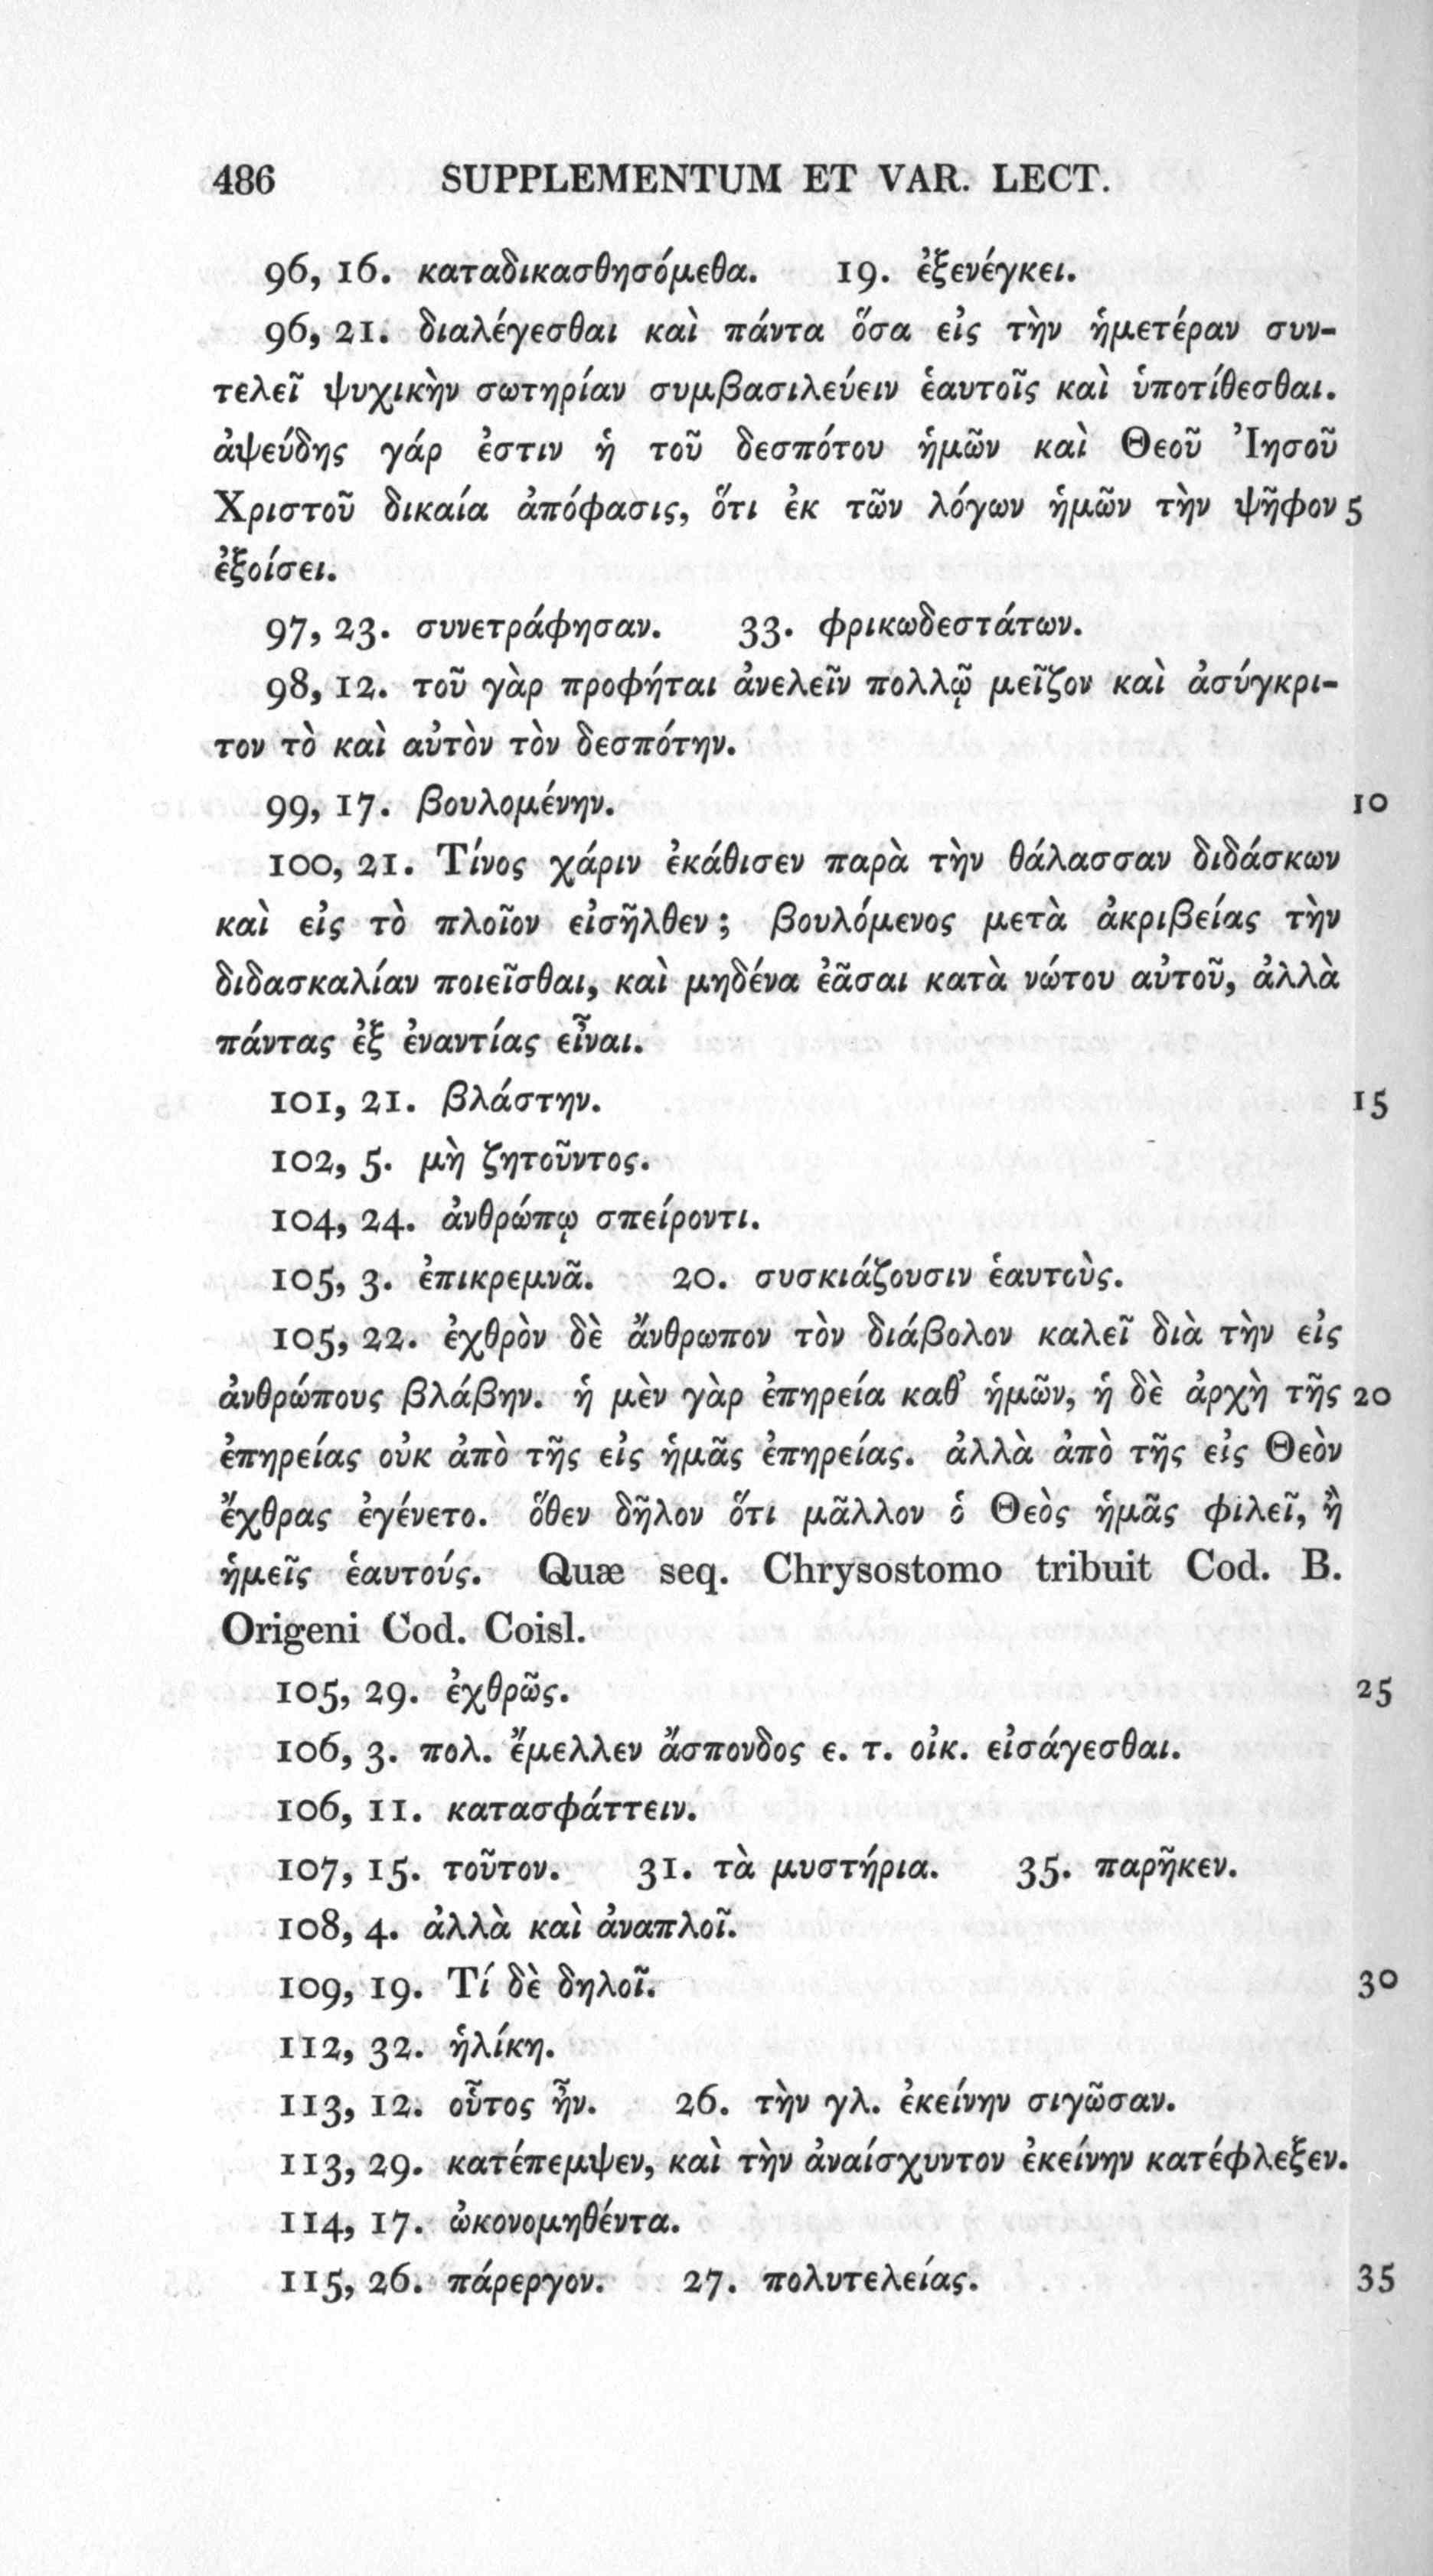 486 SUPPLEMENTUM ET VAR. LECT.
96, 16. καταδικασθησόμεθα. 19. ἐξενέγκει.
96, 21. διαλέγεσθαι καὶ πάντα ὅσα εἰς τὴν ἡμετέραν συν-
τελεῖ ψυχικὴν σωτηρίαν συμβασιλεύειν ἑαυτοῖς καὶ ὑποτίθεσθαι.
ἀψεύδης γάρ ἐστιν ἡ τοῦ δεσπότου ἡμῶν καὶ Θεοῦ Ἰησοῦ
Χριστοῦ δικαία ἀπόφασις, ὅτι ἐκ τῶν λόγων ἡμῶν τὴν ψῆφον 5
ἐξοίσει.
97, 23. συνετράφησαν. 33. φρικωδεστάτων.
98, 12. τοῦ γὰρ προφήται ἀνελεῖν πολλῷ μεῖζον καὶ ἀσύγκρι-
τον τὸ καὶ αὐτὸν τὸν δεσπότην.
99, 17. βουλομένην. 10
100, 21. Τίνος χάριν ἐκάθισεν παρὰ τὴν θάλασσαν διδάσκων
καὶ εἰς τὸ πλοῖον εἰσῆλθεν; βουλόμενος μετὰ ἀκριβείας τὴν
διδασκαλίαν ποιεῖσθαι, καὶ μηδένα ἐᾶσαι κατὰ νώτου αὐτοῦ, ἀλλὰ
πάντας ἐξ ἐναντίας εἶναι.
101, 21. βλάστην. 15
102, 5. μὴ ζητοῦντος.
104, 24. ἀνθρώπῳ σπείροντι.
105, 3. ἐπικρεμνᾶ. 20. συσκιάζουσιν ἑαυτοὺς.
105, 22. ἐχθρὸν δὲ ἄνθρωπον τὸν διάβολον καλεῖ διὰ τὴν εἰς
ἀνθρώπους βλάβην. ἡ μὲν γὰρ ἐπηρεία καθ' ἡμῶν, ἡ δὲ ἀρχὴ τῆς 20
ἐπηρείας οὐκ ἀπὸ τῆς εἰς ἡμᾶς ἐπηρείας. ἀλλὰ ἀπὸ τῆς εἰς Θεὸν
ἔχθρας ἐγένετο. ὅθεν δῆλον ὅτι μᾶλλον ὁ Θεὸς ἡμᾶς φιλεῖ, ἢ
ἡμεῖς ἑαυτούς. Quæ seq. Chrysostomo tribuit Cod. B.
Origeni Cod. Coisl.
105, 29. ἐχθρῶς. 25
106, 3. πολ. ἔμελλεν ἄσπονδος ε. τ. οἰκ. εἰσάγεσθαι.
106, 11. κατασφάττειν.
107, 15. τοῦτον. 31. τὰ μυστήρια. 35. παρῆκεν.
108, 4. ἀλλὰ καὶ ἀναπλοῖ.
109, 19. Τί δὲ δηλοῖ. 30
112, 32. ἡλίκη.
113, 12. οὗτος ἦν. 26. τὴν γλ. ἐκείνην σιγῶσαν.
113, 29. κατέπεμψεν, καὶ τὴν ἀναίσχυντον ἐκείνην κατέφλεξεν.
114, 17. ὠκονομηθέντα.
115, 26. πάρεργον. 27. πολυτελείας. 35